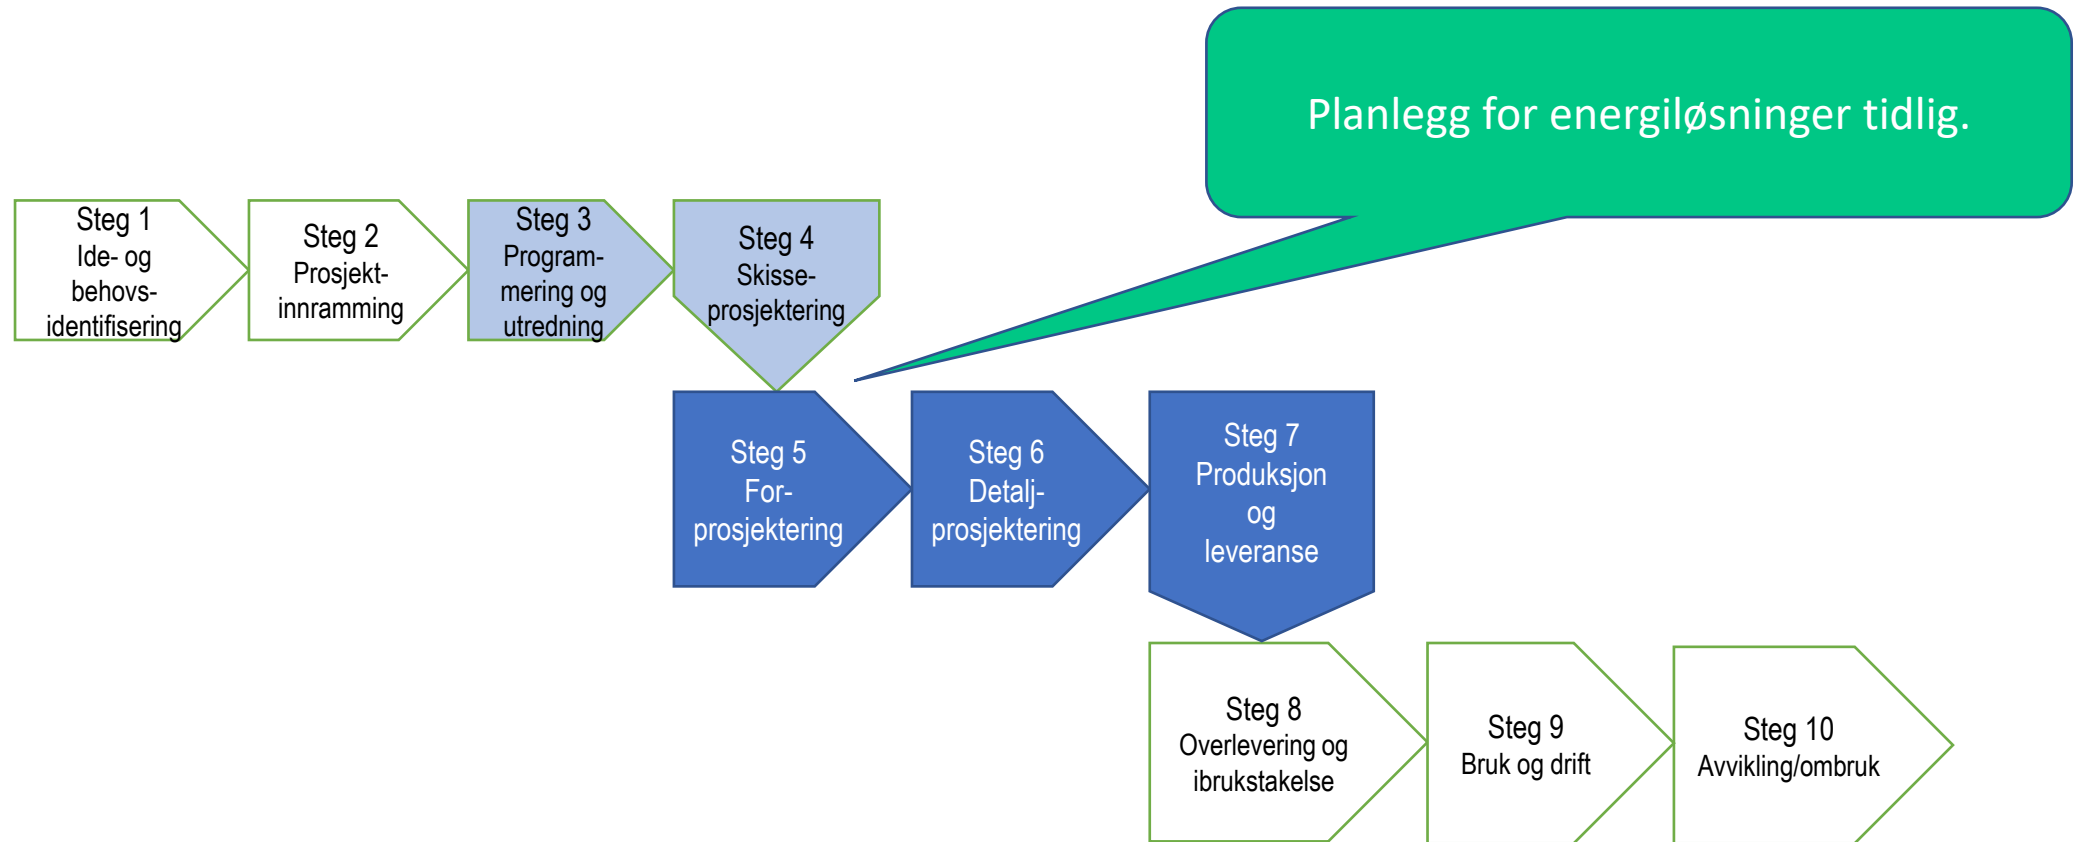 Planlegg for energiløsninger tidlig.
Steg 1
Ide- og
behovs-
identifisering
Steg 2
Prosjekt-
innramming
Steg 3
Program-
mering og
utredning
Steg 4
Skisse-
prosjektering
Steg 5
For-
prosjektering
Steg 6
Detalj-
prosjektering
Steg 7
Produksjon
og
leveranse
Steg 8
Overlevering og
ibrukstakelse
Steg 9
Bruk og drift
Steg 10
Avvikling/ombruk